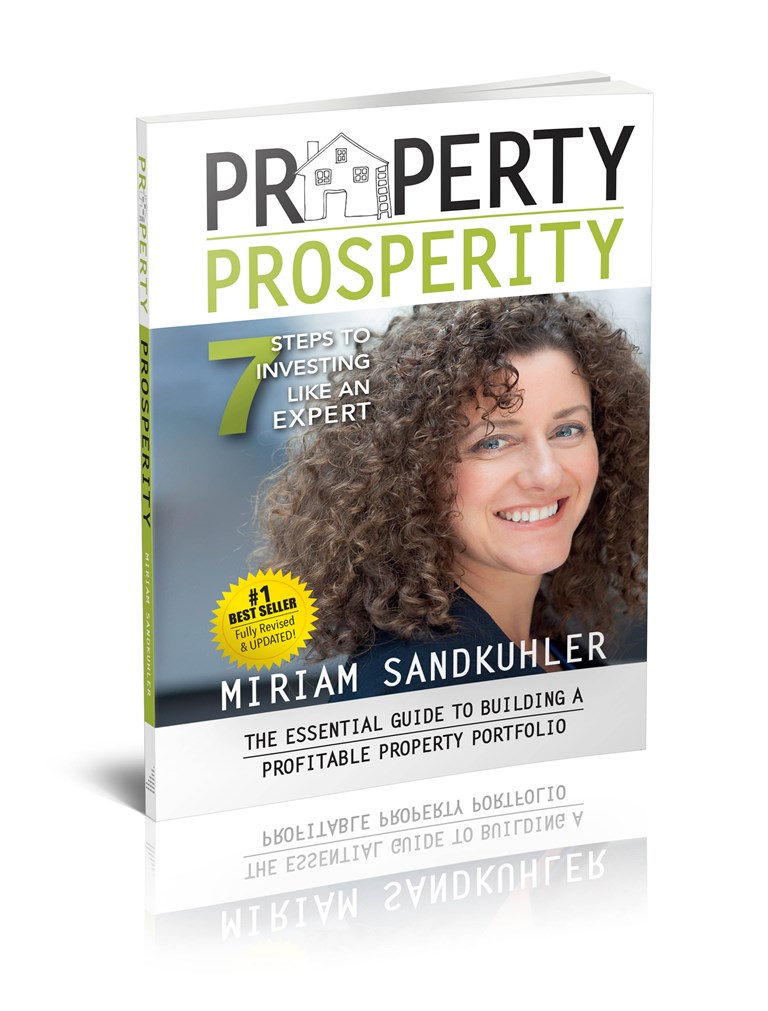 PROPERTY
PROSPERITY
7 STEPS TO
INVESTING
LIKE AN
EXPERT
#1
BEST SELLER
Fully Revised
& UPDATED!
MIRIAM SANDKUHLER
THE ESSENTIAL GUIDE TO BUILDING A
PROFITABLE PROPERTY PORTFOLIO
PROPERTY PROSPERITY MIRIAM SANDKUHLER